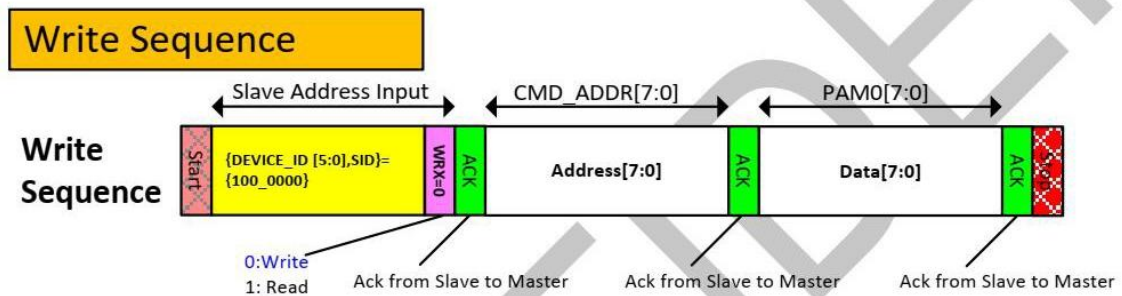 Write Sequence
Slave Address Input
CMD_ADDR[7:0]
PAM0[7:0]
Write
Sequence
Start
{DEVICE_ID [5:0],SID}=
{100_0000}
WRX=0
ACK
Address[7:0]
ACK
Data[7:0]
ACK
Stop
0:Write
1: Read
Ack from Slave to Master
Ack from Slave to Master
Ack from Slave to Master